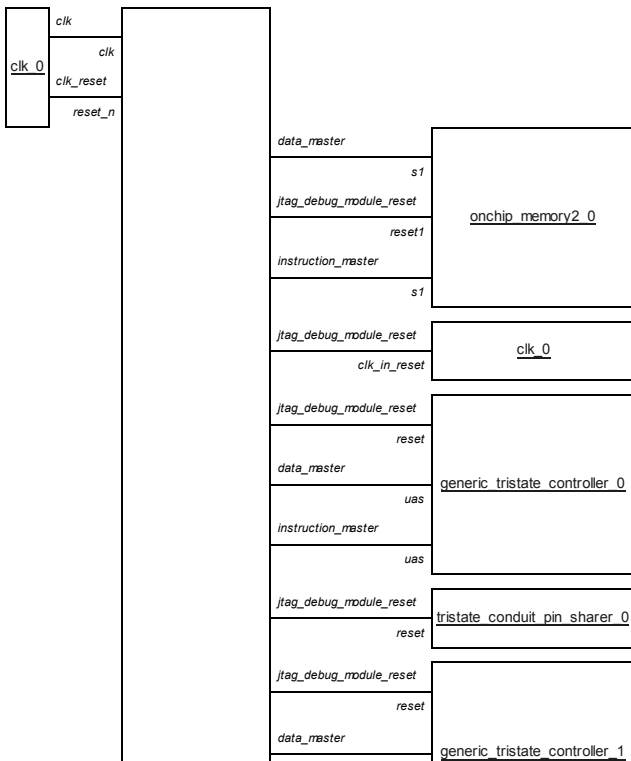 clk
clk
clk_0
clk_reset
reset_n
data_master
s1
jtag_debug_module_reset
onchip_memory2_0
reset1
instruction_master
s1
jtag_debug_module_reset
clk_0
clk_in_reset
jtag_debug_module_reset
reset
data_master
generic_tristate_controller_0
uas
instruction_master
uas
jtag_debug_module_reset
tristate_conduit_pin_sharer_0
reset
jtag_debug_module_reset
reset
data_master
generic_tristate_controller_1